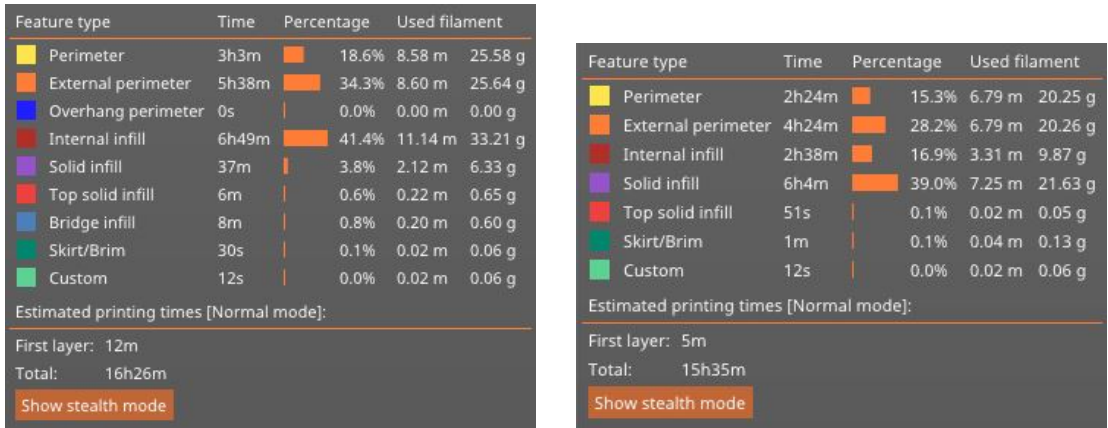 Feature type Time Percentage Used filament
Perimeter 3h3m 18.6% 8.58 m 25.58 g
External perimeter 5h38m 34.3% 8.60 m 25.64 g
Overhang perimeter 0s 0.0% 0.00 m 0.00 g
Internal infill 6h49m 41.4% 11.14 m 33.21 g
Solid infill 37m 3.8% 2.12 m 6.33 g
Top solid infill 6m 0.6% 0.22 m 0.65 g
Bridge infill 8m 0.8% 0.20 m 0.60 g
Skirt/Brim 30s 0.1% 0.02 m 0.06 g
Custom 12s 0.0% 0.02 m 0.06 g
Estimated printing times [Normal mode]:
First layer: 12m
Total: 16h26m
Show stealth mode
Feature type Time Percentage Used filament
Perimeter 2h24m 15.3% 6.79 m 20.25 g
External perimeter 4h24m 28.2% 6.79 m 20.26 g
Internal infill 2h38m 16.9% 3.31 m 9.87 g
Solid infill 6h4m 39.0% 7.25 m 21.63 g
Top solid infill 51s 0.1% 0.02 m 0.05 g
Skirt/Brim 1m 0.1% 0.04 m 0.13 g
Custom 12s 0.0% 0.02 m 0.06 g
Estimated printing times [Normal mode]:
First layer: 5m
Total: 15h35m
Show stealth mode